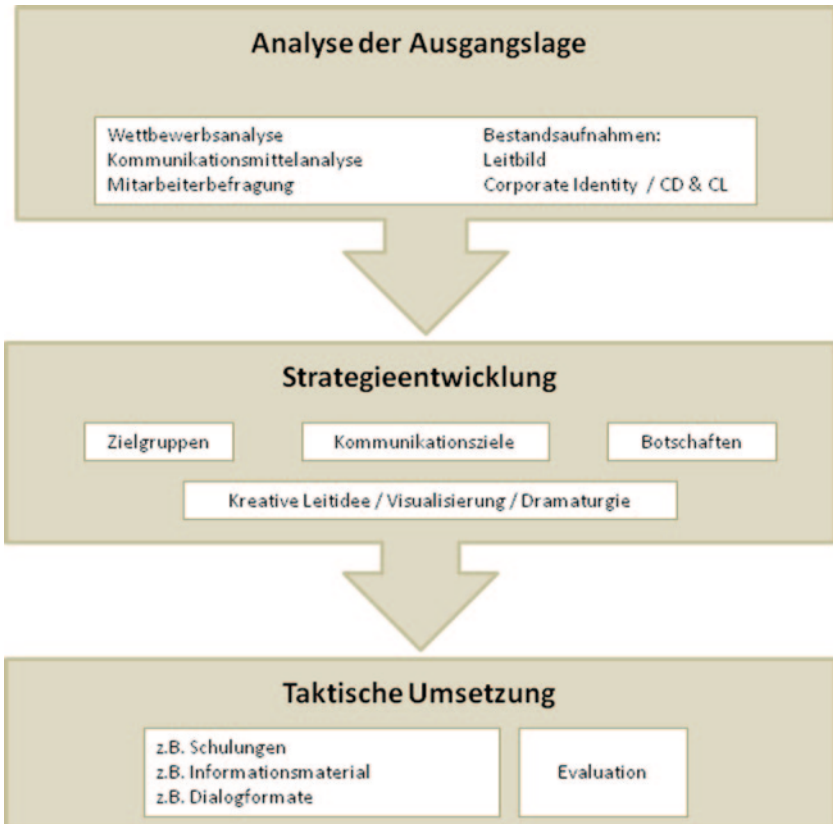 Analyse der Ausgangslage
Wettbewerbsanalyse
Kommunikationsmittelanalyse
Mitarbeiterbefragung
Bestandsaufnahmen:
Leitbild
Corporate Identity / CD & CL
Strategieentwicklung
Zielgruppen
Kommunikationsziele
Botschaften
Kreative Leitidee / Visualisierung / Dramaturgie
Taktische Umsetzung
z.B. Schulungen
z.B. Informationsmaterial
z.B. Dialogformate
Evaluation